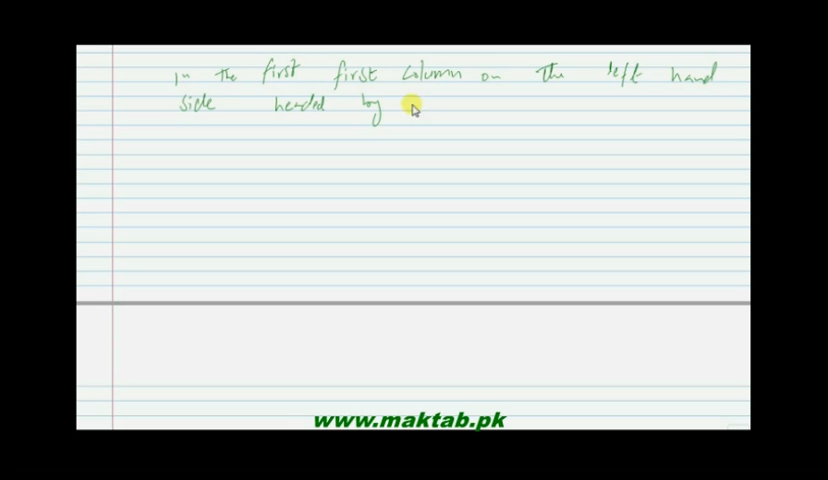 In the first first column on the left hand
side headed by
www.maktab.pk